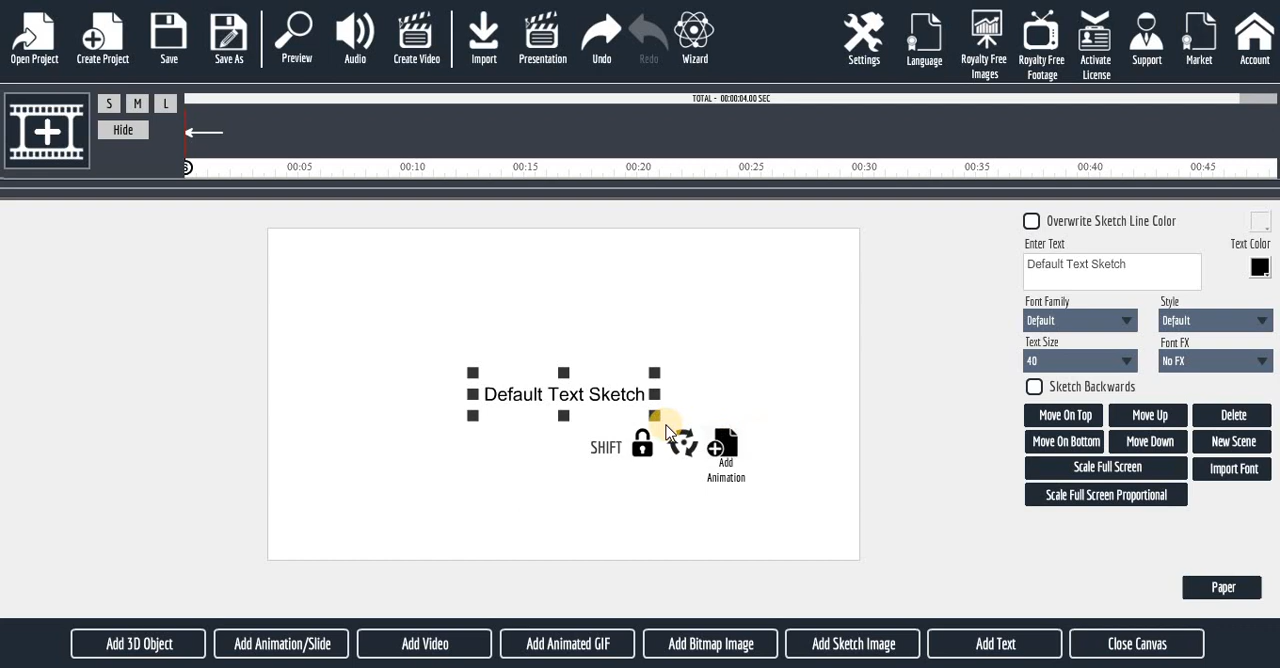 Open Project
Create Project
Save
Save As
Preview
Audio
Create Video
Import
Presentation
Undo
Redo
Wizard
Settings
Language
Royalty Free
Images
Royalty Free
Footage
Activate
License
Support
Market
Account
S M L
Hide
TOTAL - 00:00:04.00 SEC
00:05 00:10 00:15 00:20 00:25 00:30 00:35 00:40 00:45
Overwrite Sketch Line Color
Enter Text
Text Color
Default Text Sketch
Font Family
Style
Default
Default
Text Size
Font FX
40
No FX
Sketch Backwards
Move On Top
Move Up
Delete
Move On Bottom
Move Down
New Scene
Scale Full Screen
Import Font
Scale Full Screen Proportional
Default Text Sketch
SHIFT
Add
Animation
Paper
Add 3D Object
Add Animation/Slide
Add Video
Add Animated GIF
Add Bitmap Image
Add Sketch Image
Add Text
Close Canvas